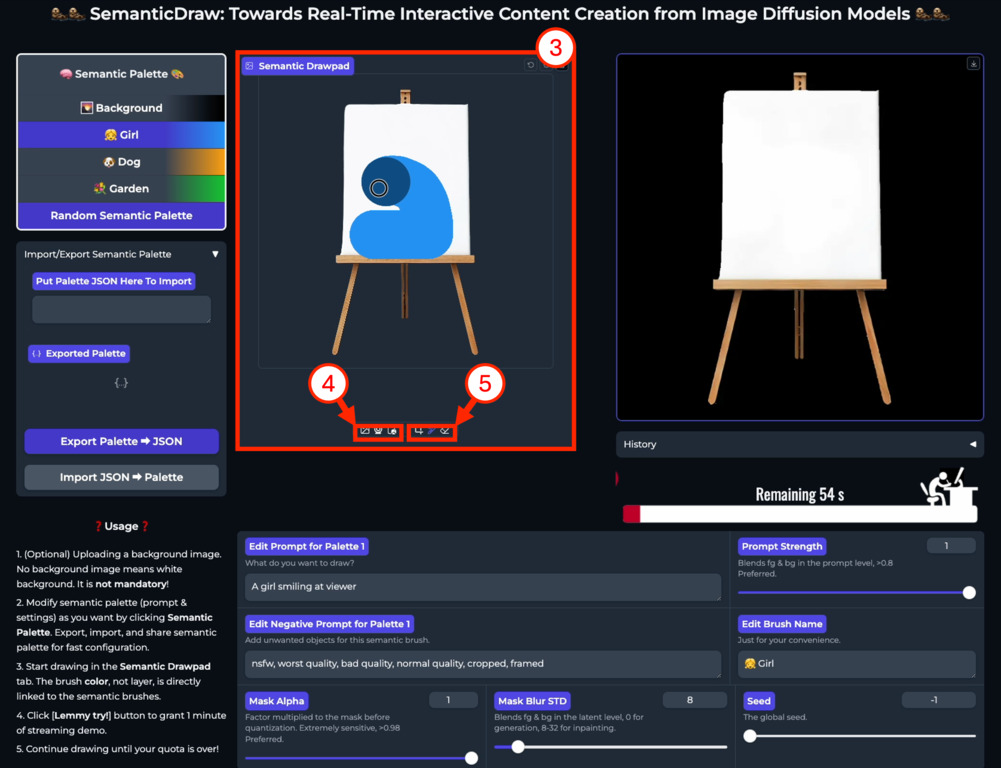 SemanticDraw: Towards Real-Time Interactive Content Creation from Image Diffusion Models
Semantic Palette
Background
Girl
Dog
Garden
Random Semantic Palette
Import/Export Semantic Palette ▼
Put Palette JSON Here To Import
{ } Exported Palette
{..}
Export Palette ➡ JSON
Import JSON ➡ Palette
❓ Usage ❓
1. (Optional) Uploading a background image.
No background image means white
background. It is not mandatory!
2. Modify semantic palette (prompt &
settings) as you want by clicking Semantic
Palette. Export, import, and share semantic
palette for fast configuration.
3. Start drawing in the Semantic Drawpad
tab. The brush color, not layer, is directly
linked to the semantic brushes.
4. Click [Lemmy try!] button to grant 1 minute
of streaming demo.
5. Continue drawing until your quota is over!
Semantic Drawpad
3
4
5
History ◀
Remaining 54 s
Edit Prompt for Palette 1
What do you want to draw?
A girl smiling at viewer
Prompt Strength 1
Blends fg & bg in the prompt level, >0.8
Preferred.
Edit Negative Prompt for Palette 1
Add unwanted objects for this semantic brush.
nsfw, worst quality, bad quality, normal quality, cropped, framed
Edit Brush Name
Just for your convenience.
Girl
Mask Alpha 1
Factor multiplied to the mask before
quantization. Extremely sensitive, >0.98
Preferred.
Mask Blur STD 8
Blends fg & bg in the latent level, 0 for
generation, 8-32 for inpainting.
Seed -1
The global seed.